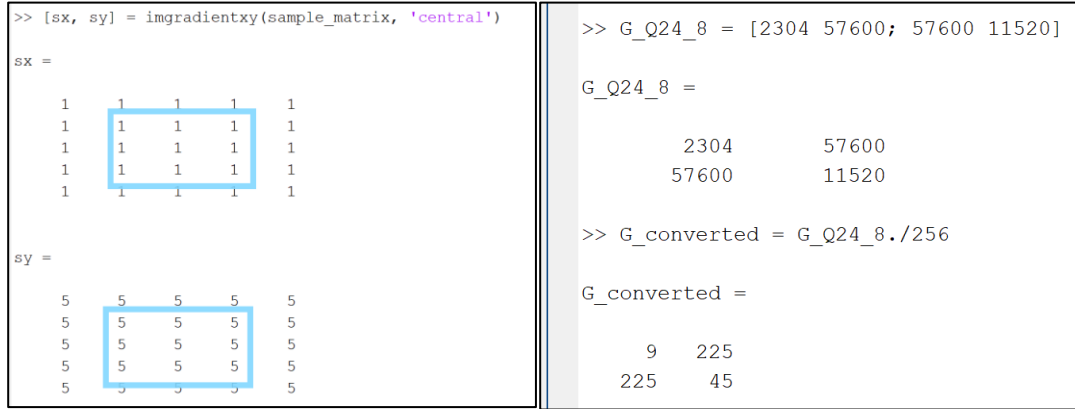 >> [sx, sy] = imgradientxy(sample_matrix, 'central')
sx =
1 1 1 1 1
1 1 1 1 1
1 1 1 1 1
1 1 1 1 1
1 1 1 1 1
sy =
5 5 5 5 5
5 5 5 5 5
5 5 5 5 5
5 5 5 5 5
5 5 5 5 5
>> G_Q24_8 = [2304 57600; 57600 11520]
G_Q24_8 =
2304 57600
57600 11520
>> G_converted = G_Q24_8./256
G_converted =
9 225
225 45